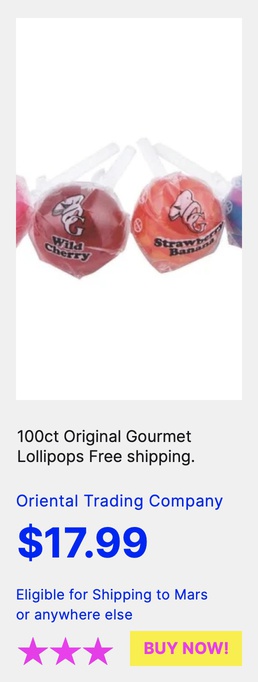 Wild
Cherry
Strawberry
Banana
100ct Original Gourmet
Lollipops Free shipping.
Oriental Trading Company
$17.99
Eligible for Shipping to Mars
or anywhere else
BUY NOW!